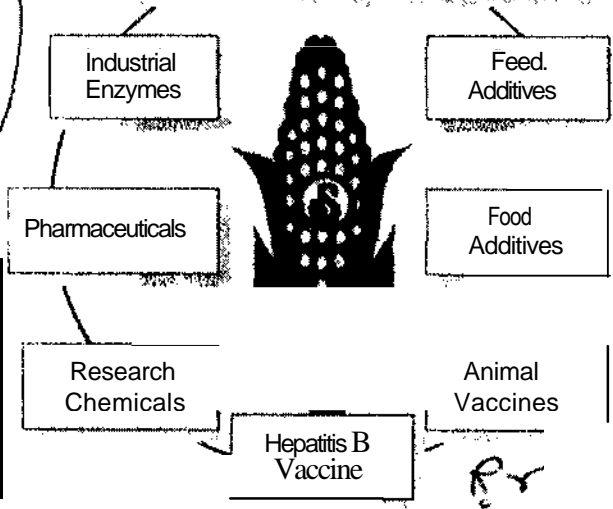 Industrial
Enzymes
Feed.
Additives
Pharmaceuticals
Food
Additives
Research
Chemicals
Animal
Vaccines
Hepatitis B
Vaccine